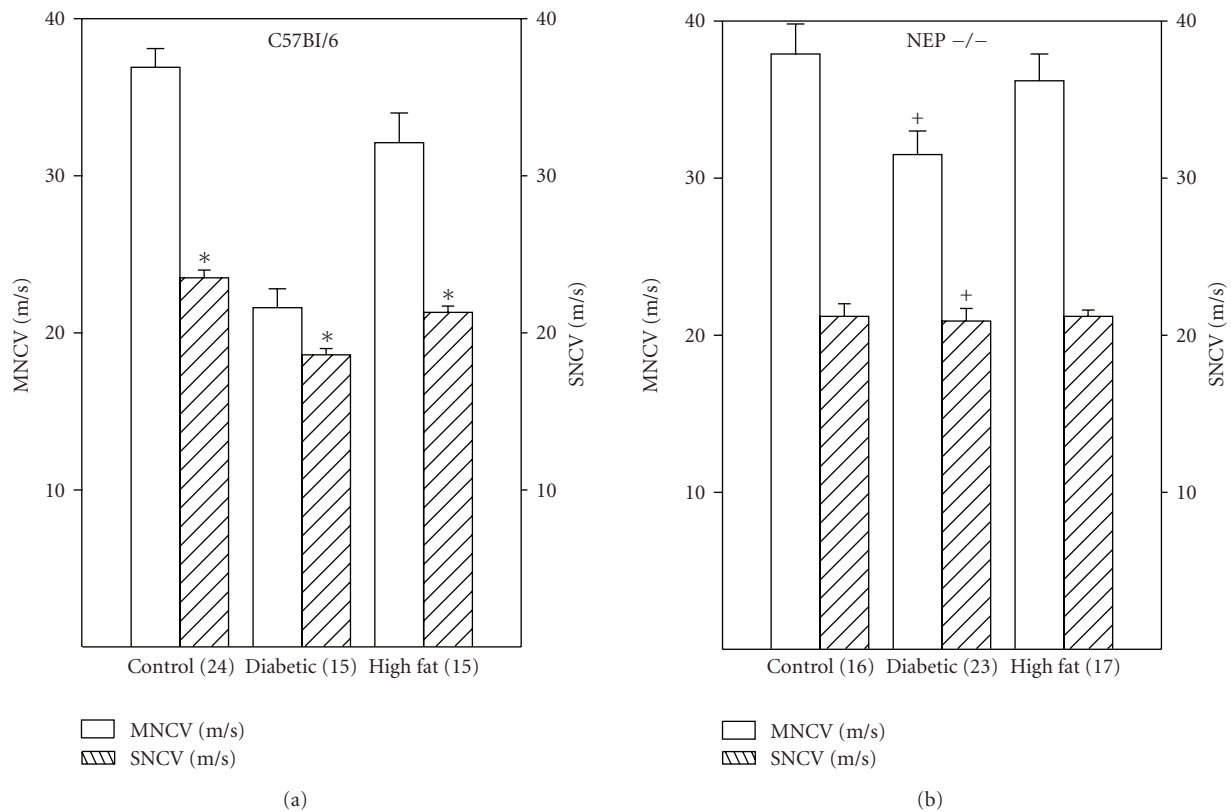 C57Bl/6
40
30
20
10
MNCV (m/s)
40
30
20
10
SNCV (m/s)
*
*
*
Control (24) Diabetic (15) High fat (15)
MNCV (m/s)
SNCV (m/s)
(a)
NEP −/−
40
30
20
10
MNCV (m/s)
40
30
20
10
SNCV (m/s)
+
+
Control (16) Diabetic (23) High fat (17)
MNCV (m/s)
SNCV (m/s)
(b)